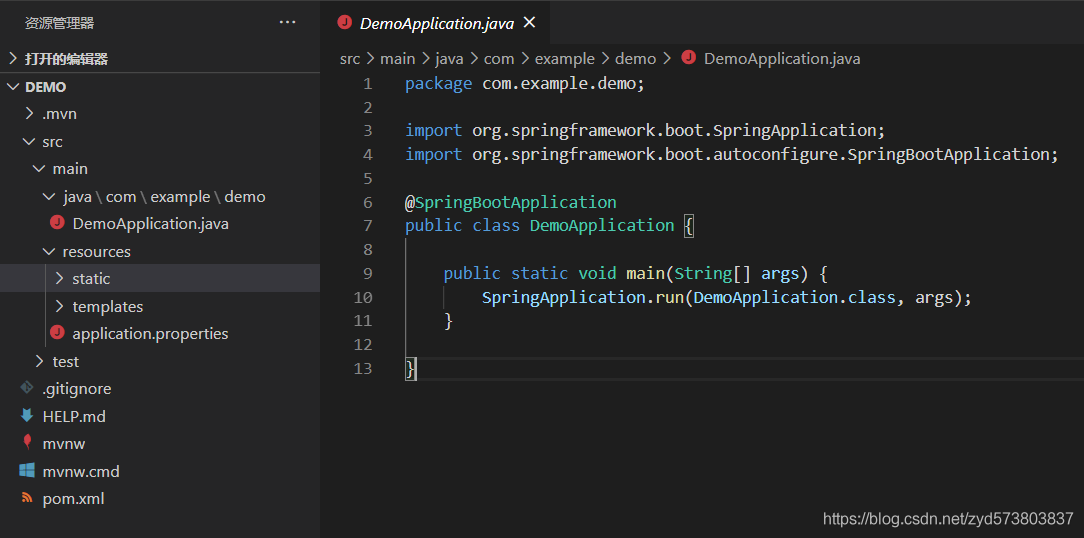 资源管理器 ···
打开的编辑器
DEMO
.mvn
src
main
java \ com \ example \ demo
DemoApplication.java
resources
static
templates
application.properties
test
.gitignore
HELP.md
mvnw
mvnw.cmd
pom.xml
DemoApplication.java ×
src > main > java > com > example > demo > DemoApplication.java
1 package com.example.demo;
2
3 import org.springframework.boot.SpringApplication;
4 import org.springframework.boot.autoconfigure.SpringBootApplication;
5
6 @SpringBootApplication
7 public class DemoApplication {
8
9     public static void main(String[] args) {
10         SpringApplication.run(DemoApplication.class, args);
11     }
12
13 }
https://blog.csdn.net/zyd573803837